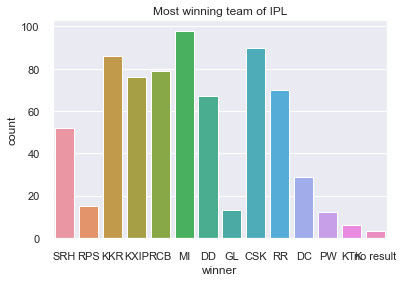 Most winning team of IPL
100
80
60
40
20
0
count
SRH RPS KKR KXIP RCB MI DD GL CSK RR DC PW KTK no result
winner